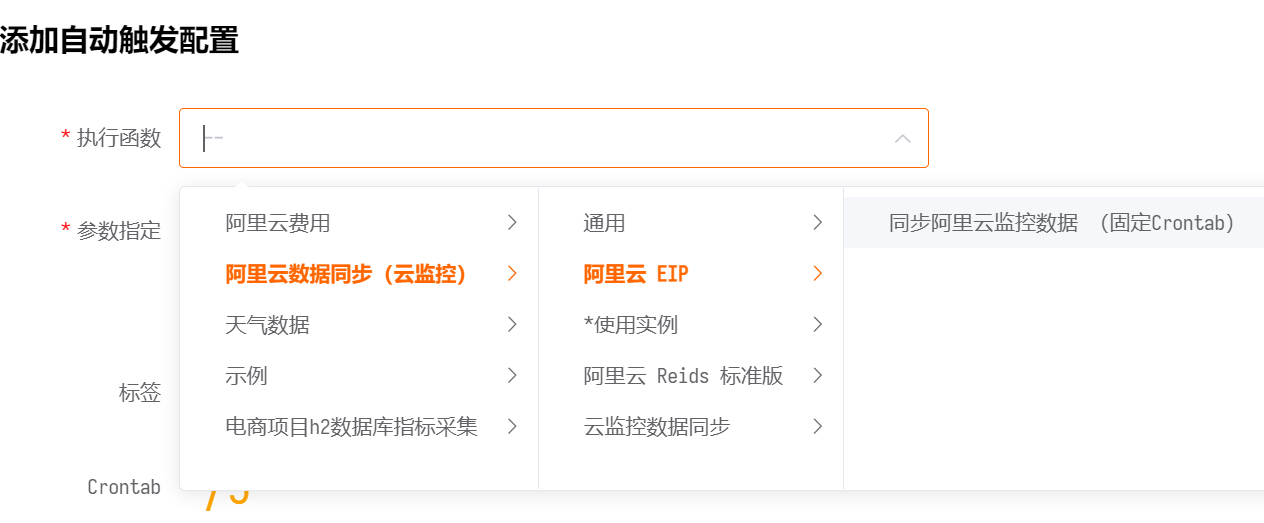 添加自动触发配置
* 执行函数
--
* 参数指定
标签
Crontab
阿里云费用
阿里云数据同步（云监控）
天气数据
示例
电商项目h2数据库指标采集
通用
阿里云 EIP
*使用实例
阿里云 Reids 标准版
云监控数据同步
同步阿里云监控数据 （固定Crontab）